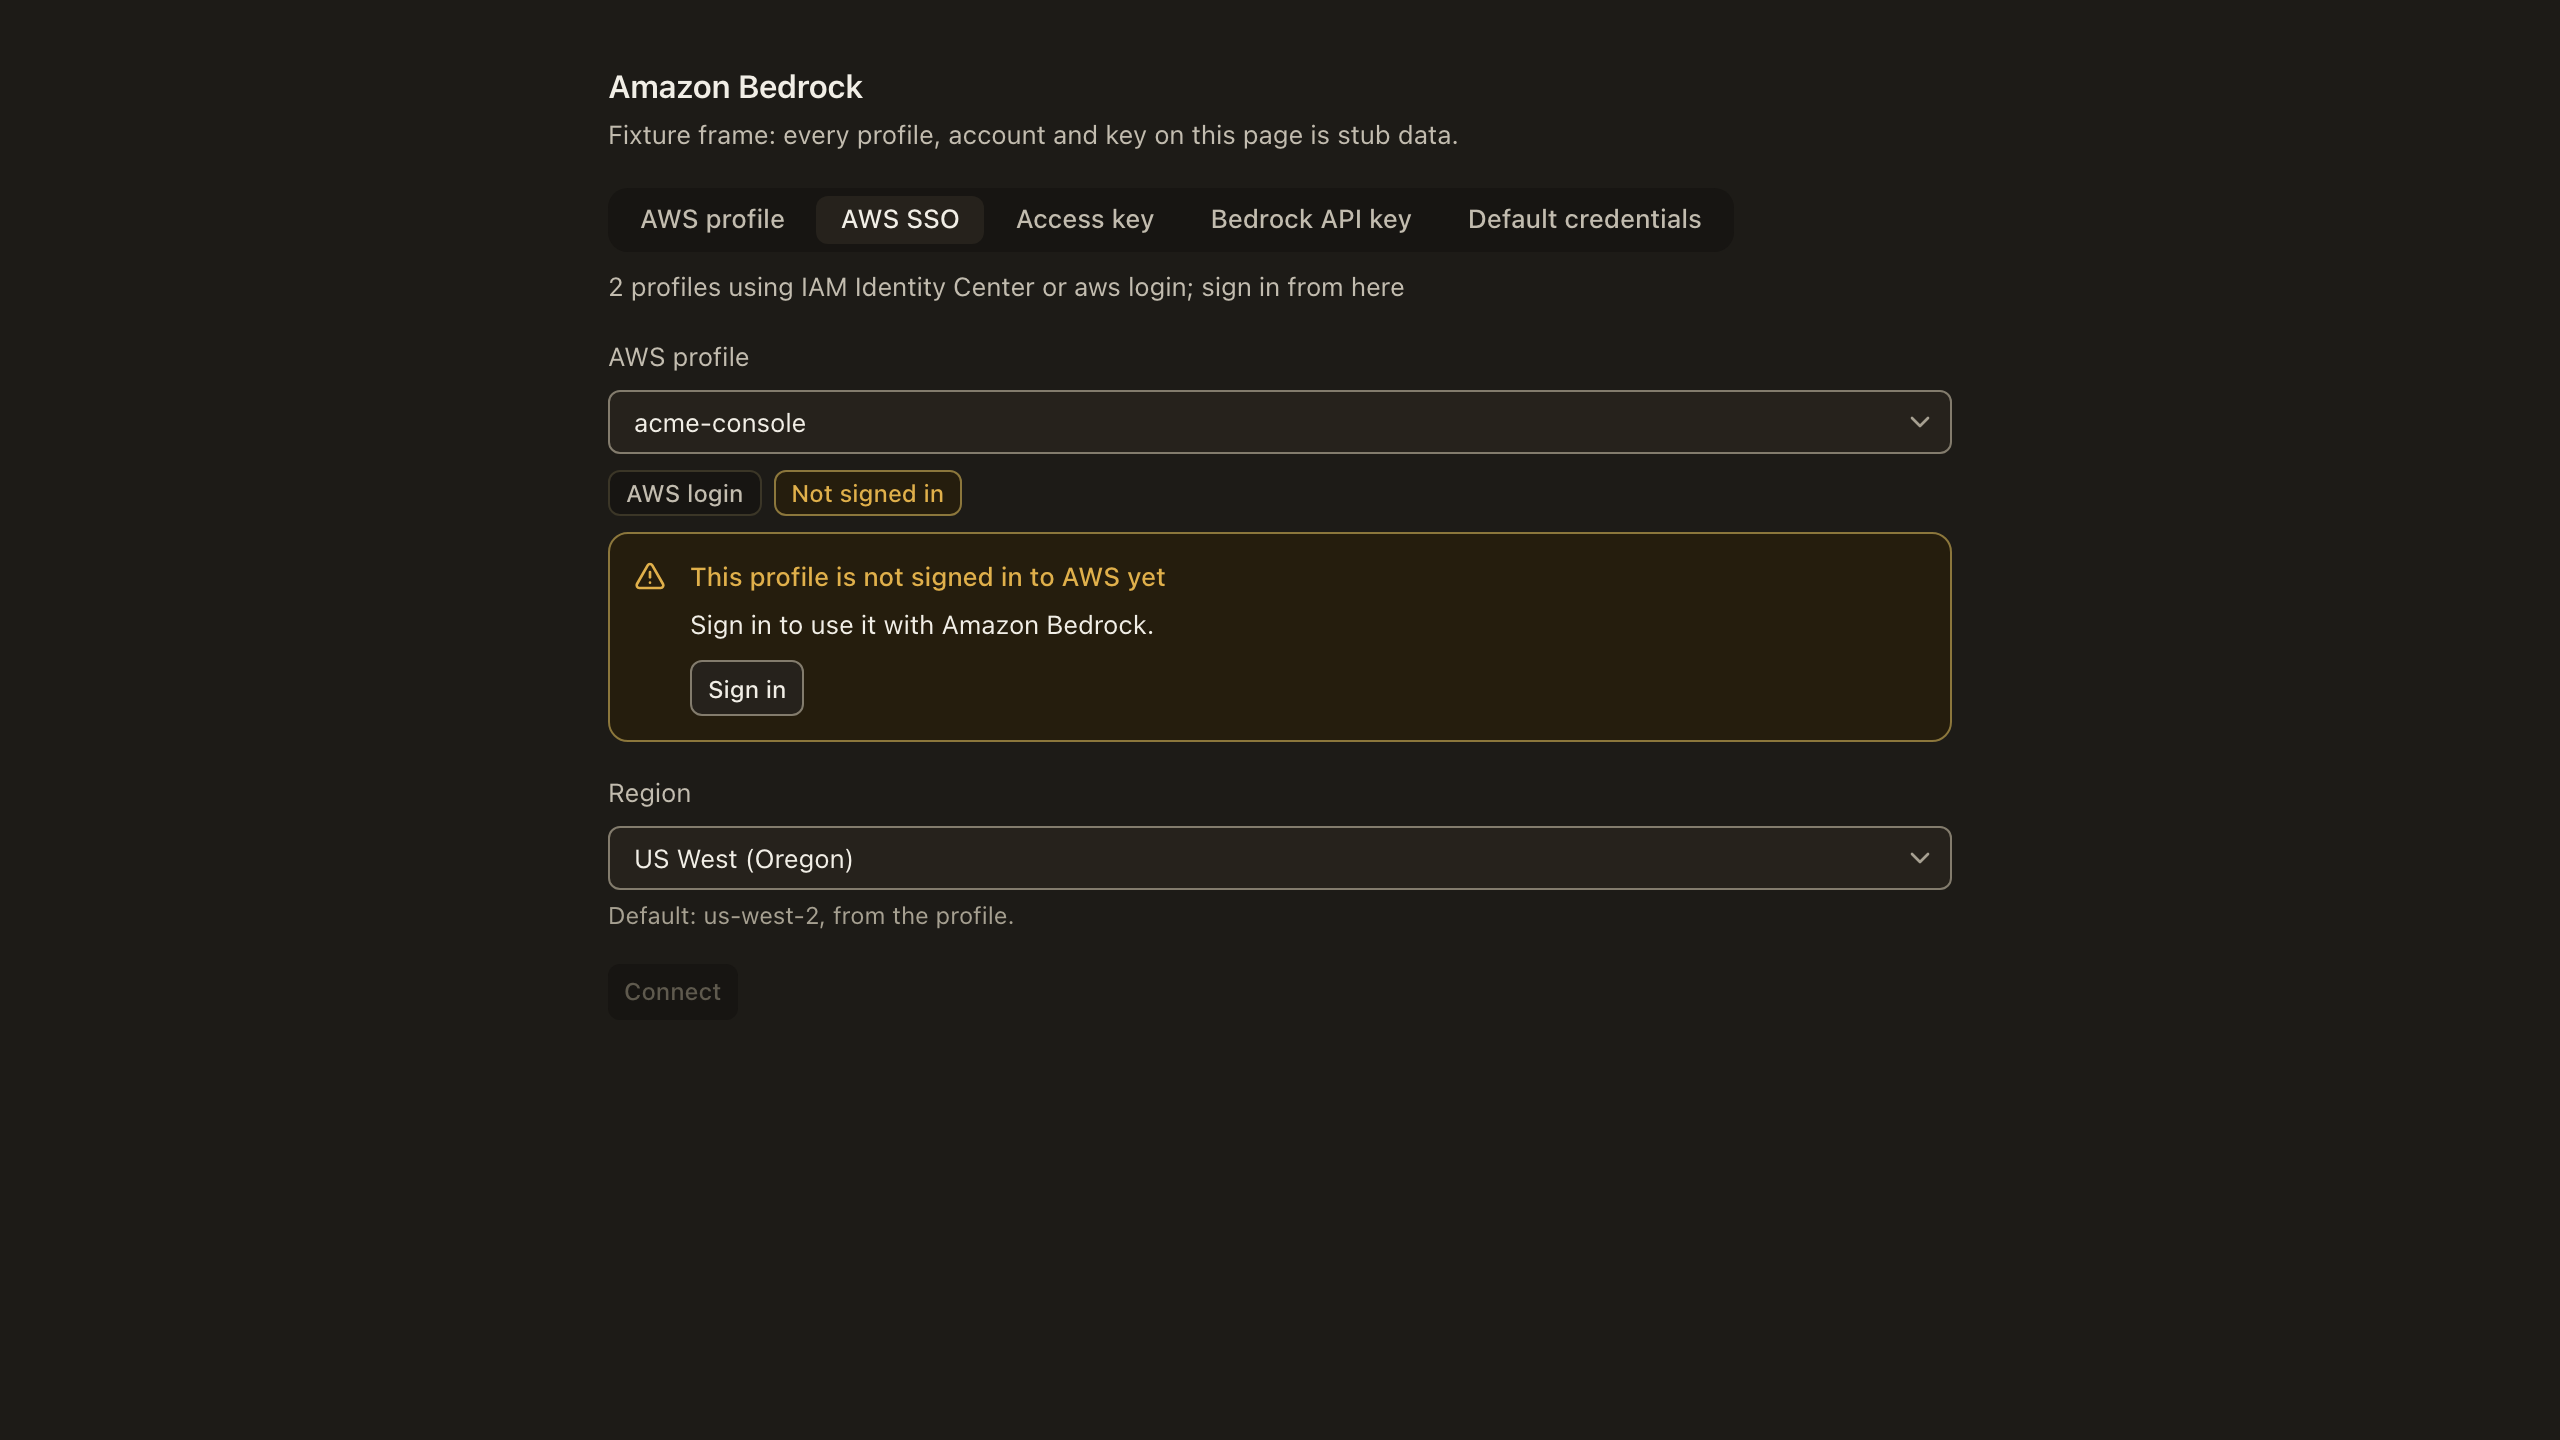 Amazon Bedrock
Fixture frame: every profile, account and key on this page is stub data.
AWS profile AWS SSO Access key Bedrock API key Default credentials
2 profiles using IAM Identity Center or aws login; sign in from here
AWS profile
acme-console
AWS login Not signed in
This profile is not signed in to AWS yet
Sign in to use it with Amazon Bedrock.
Sign in
Region
US West (Oregon)
Default: us-west-2, from the profile.
Connect